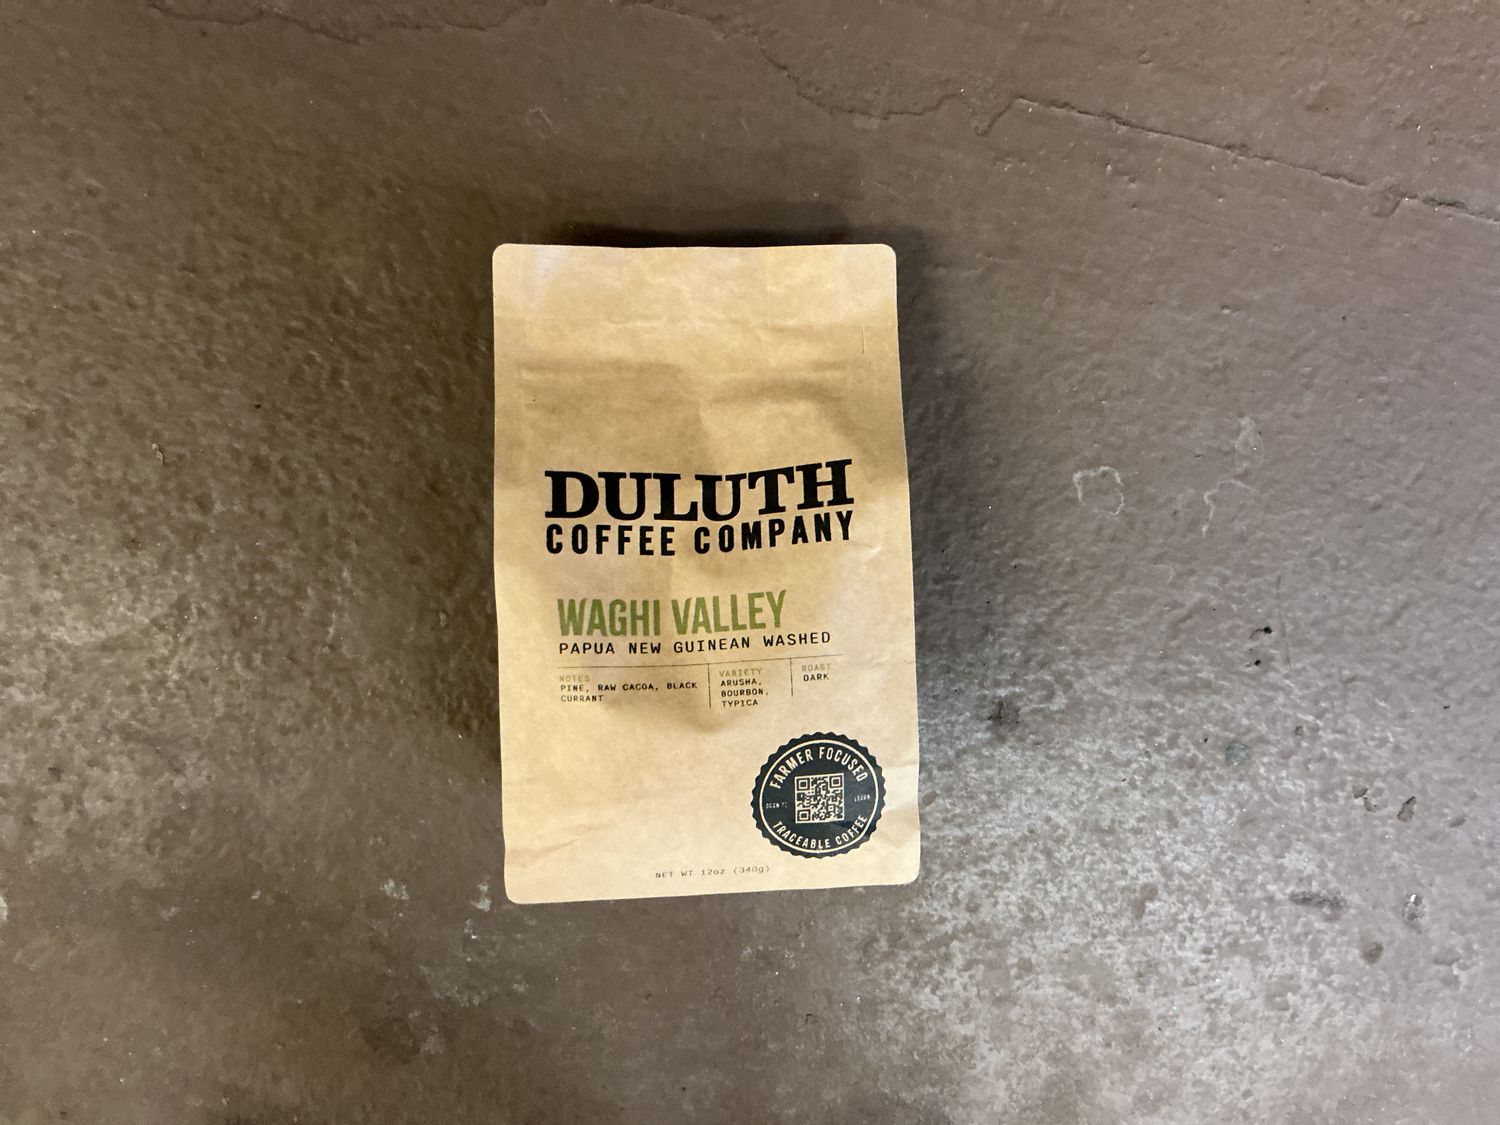 DULUTH
COFFEE COMPANY
WAGHI VALLEY
PAPUA NEW GUINEAN WASHED
NOTES
PINE, RAW CACOA, BLACK
CURRANT
VARIETY
ARUSHA,
BOURBON,
TYPICA
ROAST
DARK
FARMER FOCUSED
TRACEABLE COFFEE
NET WT 12oz (340g)